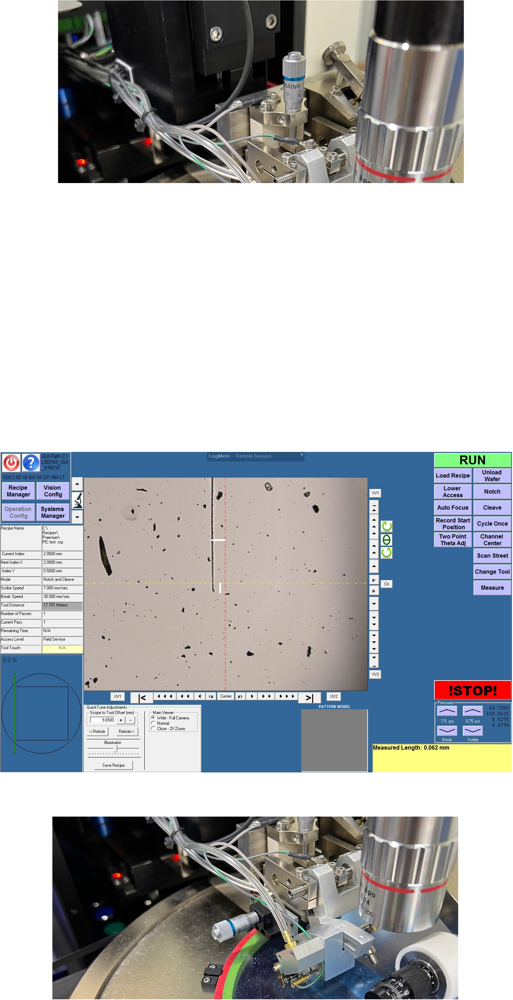 tutoyo
0
80
0
Apo
LogMeIn - Remote Session
GUI Path C:\
LSD155_GUI
_V30210
GUI:3.02.10 SV:52 CP:104 LT
Recipe
Manager
Vision
Config
Operation
Config
Systems
Manager
Recipe Name
C:\
Recipes\
Praevium\
PIC test .rcp
Current Index 2.0000 mm
Next Index X 2.0000 mm
Index Y 0.5000 mm
Mode Notch and Cleave
Scribe Speed 7.000 mm/sec
Break Speed 30.000 mm/sec
Tool Distance 17.701 Meters
Number of Passes 1
Current Pass 1
Remaining Time N/A
Access Level Field Service
Tool Touch N/A
0.0 %
YV1
Ctr
YV2
XV1
|<
<µ
Center
µ>
>|
XV2
RUN
Load Recipe
Unload
Wafer
Lower
Access
Notch
Auto Focus
Cleave
Record Start
Position
Cycle Once
Two Point
Theta Adj
Channel
Center
Scan Street
Change Tool
Measure
!STOP!
Pressures
64.7350
100.0625
8.0275
4.4730
7.5 psi
0.75 psi
Break
Scribe
QuickTune Adjustments
Scope to Tool Offset (mm)
9.6500 + -
<<Reticle
Reticle>>
Illuminator
Save Recipe
Main Viewer
Wide - Full Camera
Normal
Close - 2X Zoom
PATTERN MODEL
Measured Length: 0.062 mm
Apo
0.14
200
80
0
45